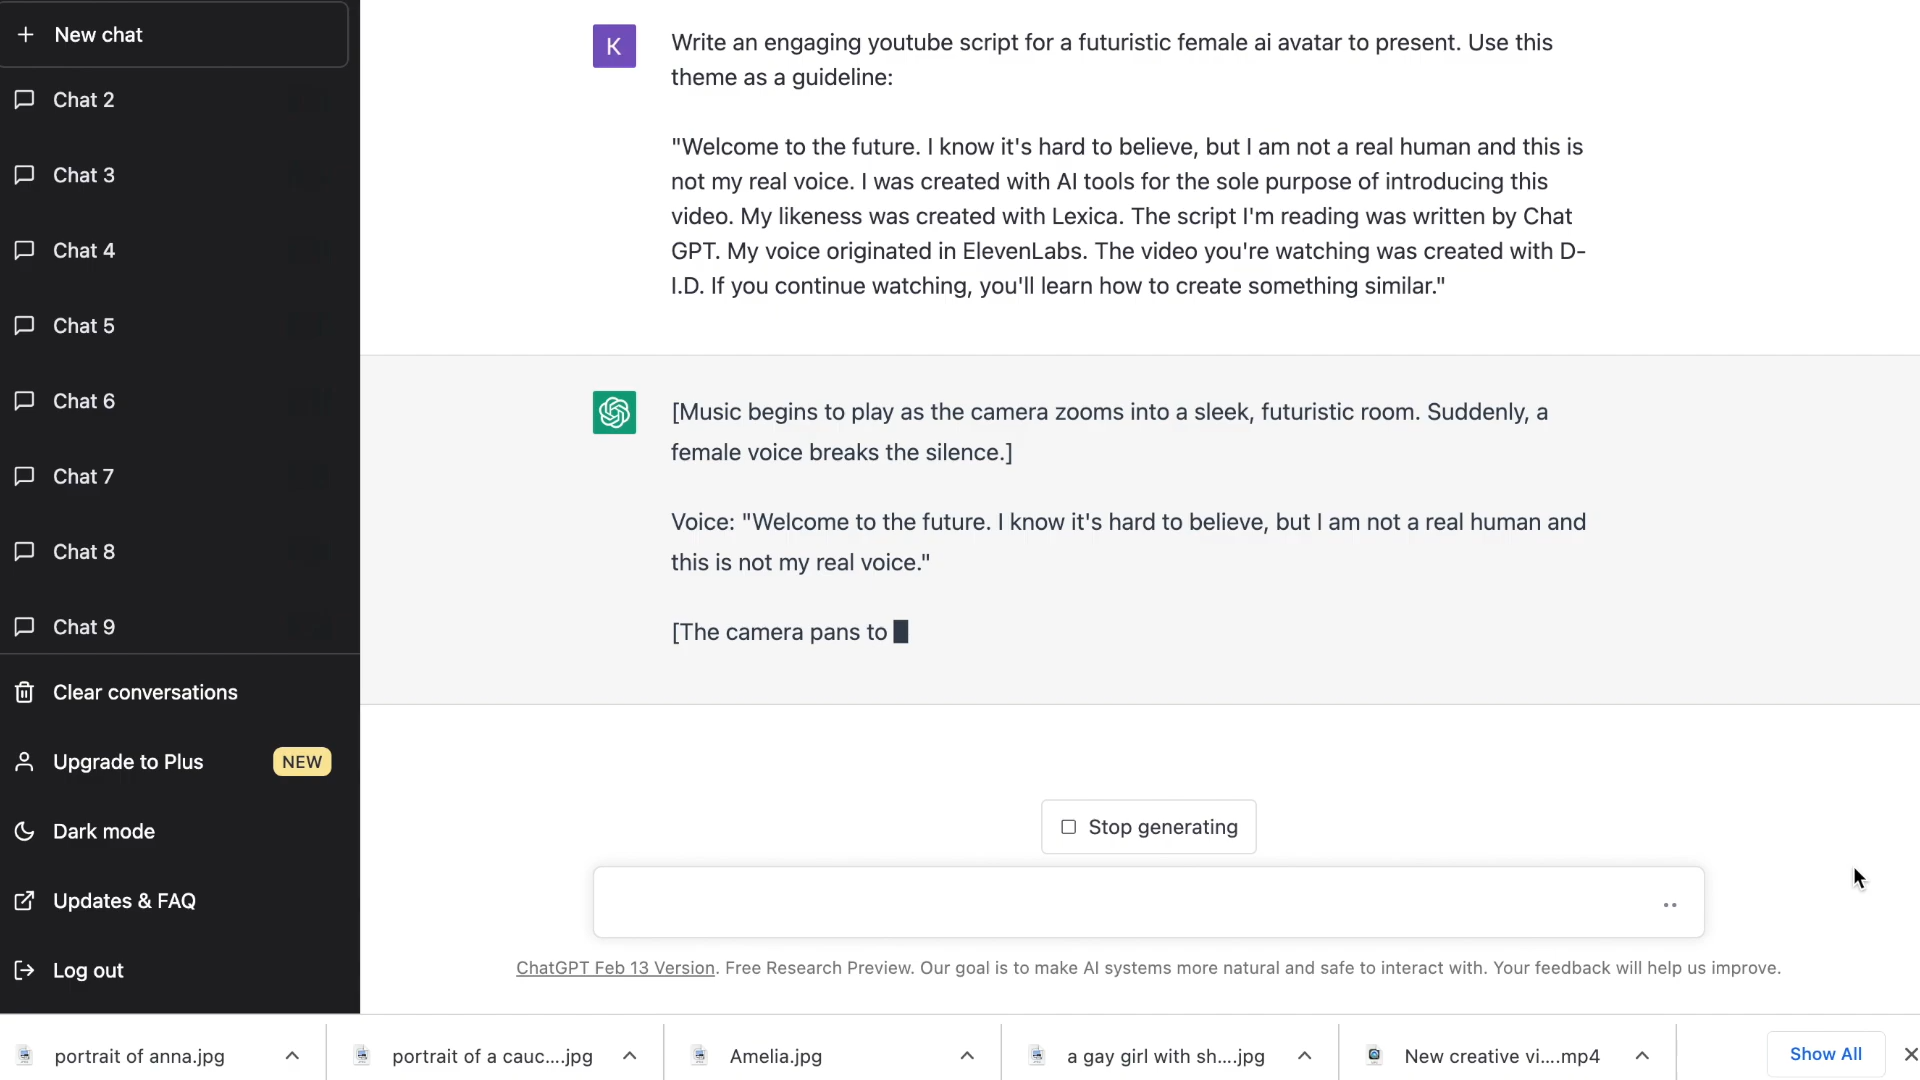 New chat
Chat 2
Chat 3
Chat 4
Chat 5
Chat 6
Chat 7
Chat 8
Chat 9
Clear conversations
Upgrade to Plus NEW
Dark mode
Updates & FAQ
Log out
K
Write an engaging youtube script for a futuristic female ai avatar to present. Use this
theme as a guideline:
"Welcome to the future. I know it's hard to believe, but I am not a real human and this is
not my real voice. I was created with AI tools for the sole purpose of introducing this
video. My likeness was created with Lexica. The script I'm reading was written by Chat
GPT. My voice originated in ElevenLabs. The video you're watching was created with D-
I.D. If you continue watching, you'll learn how to create something similar."
[Music begins to play as the camera zooms into a sleek, futuristic room. Suddenly, a
female voice breaks the silence.]
Voice: "Welcome to the future. I know it's hard to believe, but I am not a real human and
this is not my real voice."
[The camera pans to
Stop generating
ChatGPT Feb 13 Version. Free Research Preview. Our goal is to make AI systems more natural and safe to interact with. Your feedback will help us improve.
portrait of anna.jpg
portrait of a cauc....jpg
Amelia.jpg
a gay girl with sh....jpg
New creative vi....mp4
Show All